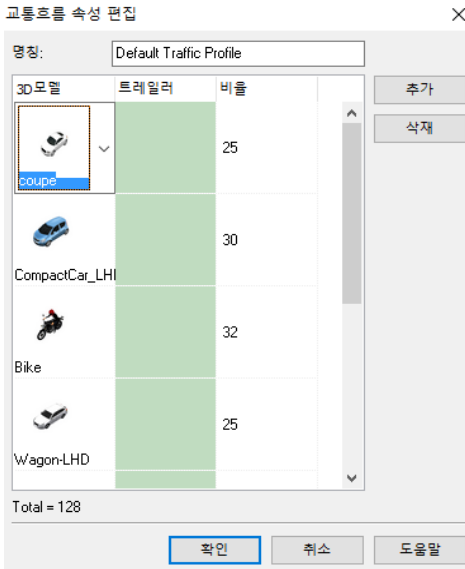 교통흐름 속성 편집
명칭: Default Traffic Profile
3D모델 트레일러 비율 추가
삭재
coupe 25
CompactCar_LHI 30
Bike 32
Wagon-LHD 25
Total = 128
확인 취소 도움말